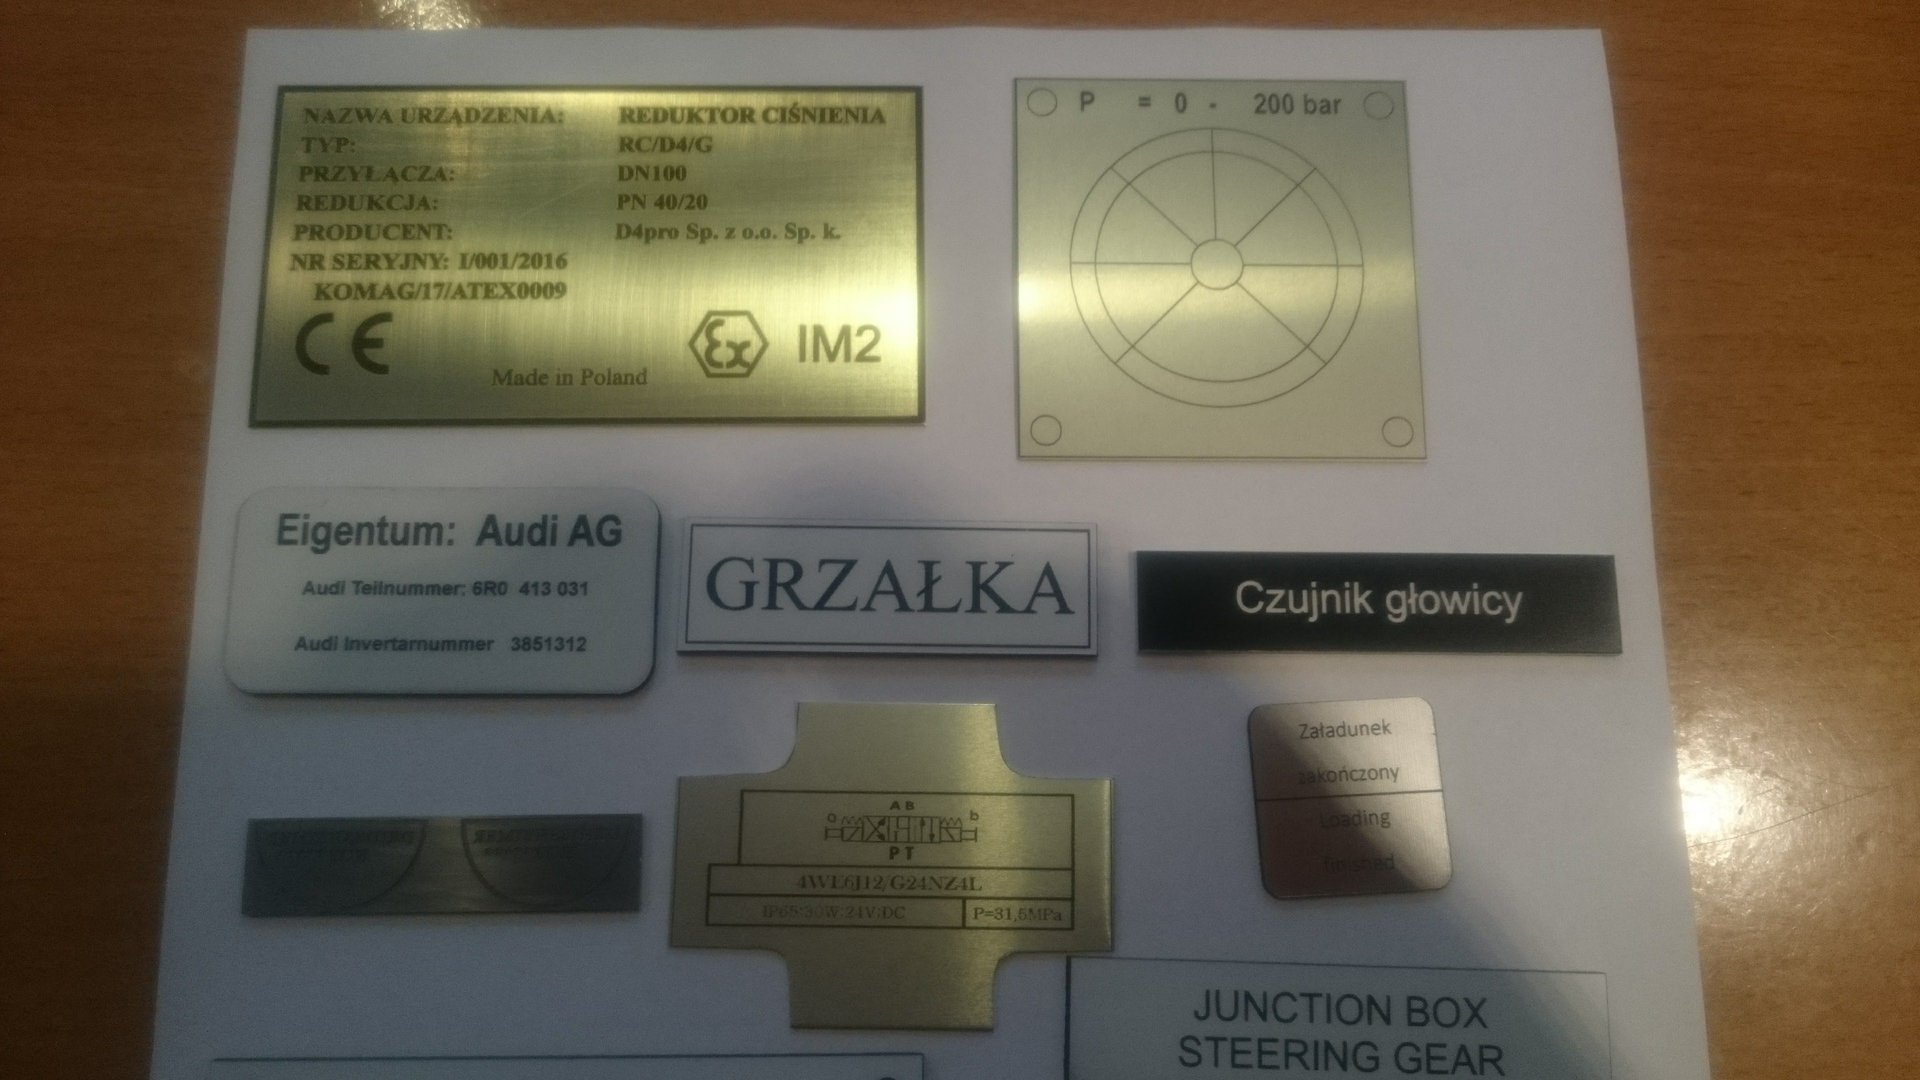 NAZWA URZĄDZENIA: REDUKTOR CIŚNIENIA
TYP: RC/D4/G
PRZYŁĄCZA: DN100
REDUKCJA: PN 40/20
PRODUCENT: D4pro Sp. z o.o. Sp. k.
NR SERYJNY: I/001/2016
KOMAG/17/ATEX0009
CE Ex IM2
Made in Poland
P = 0 - 200 bar
Eigentum: Audi AG
Audi Teilnummer: 6R0 413 031
Audi Invertarnummer 3851312
GRZAŁKA
Czujnik głowicy
Załadunek
zakończony
Loading
finished
A B
a b
P T
4WE6J12/G24NZ4L
IP65:30W:24V:DC P=31,5MPa
JUNCTION BOX
STEERING GEAR